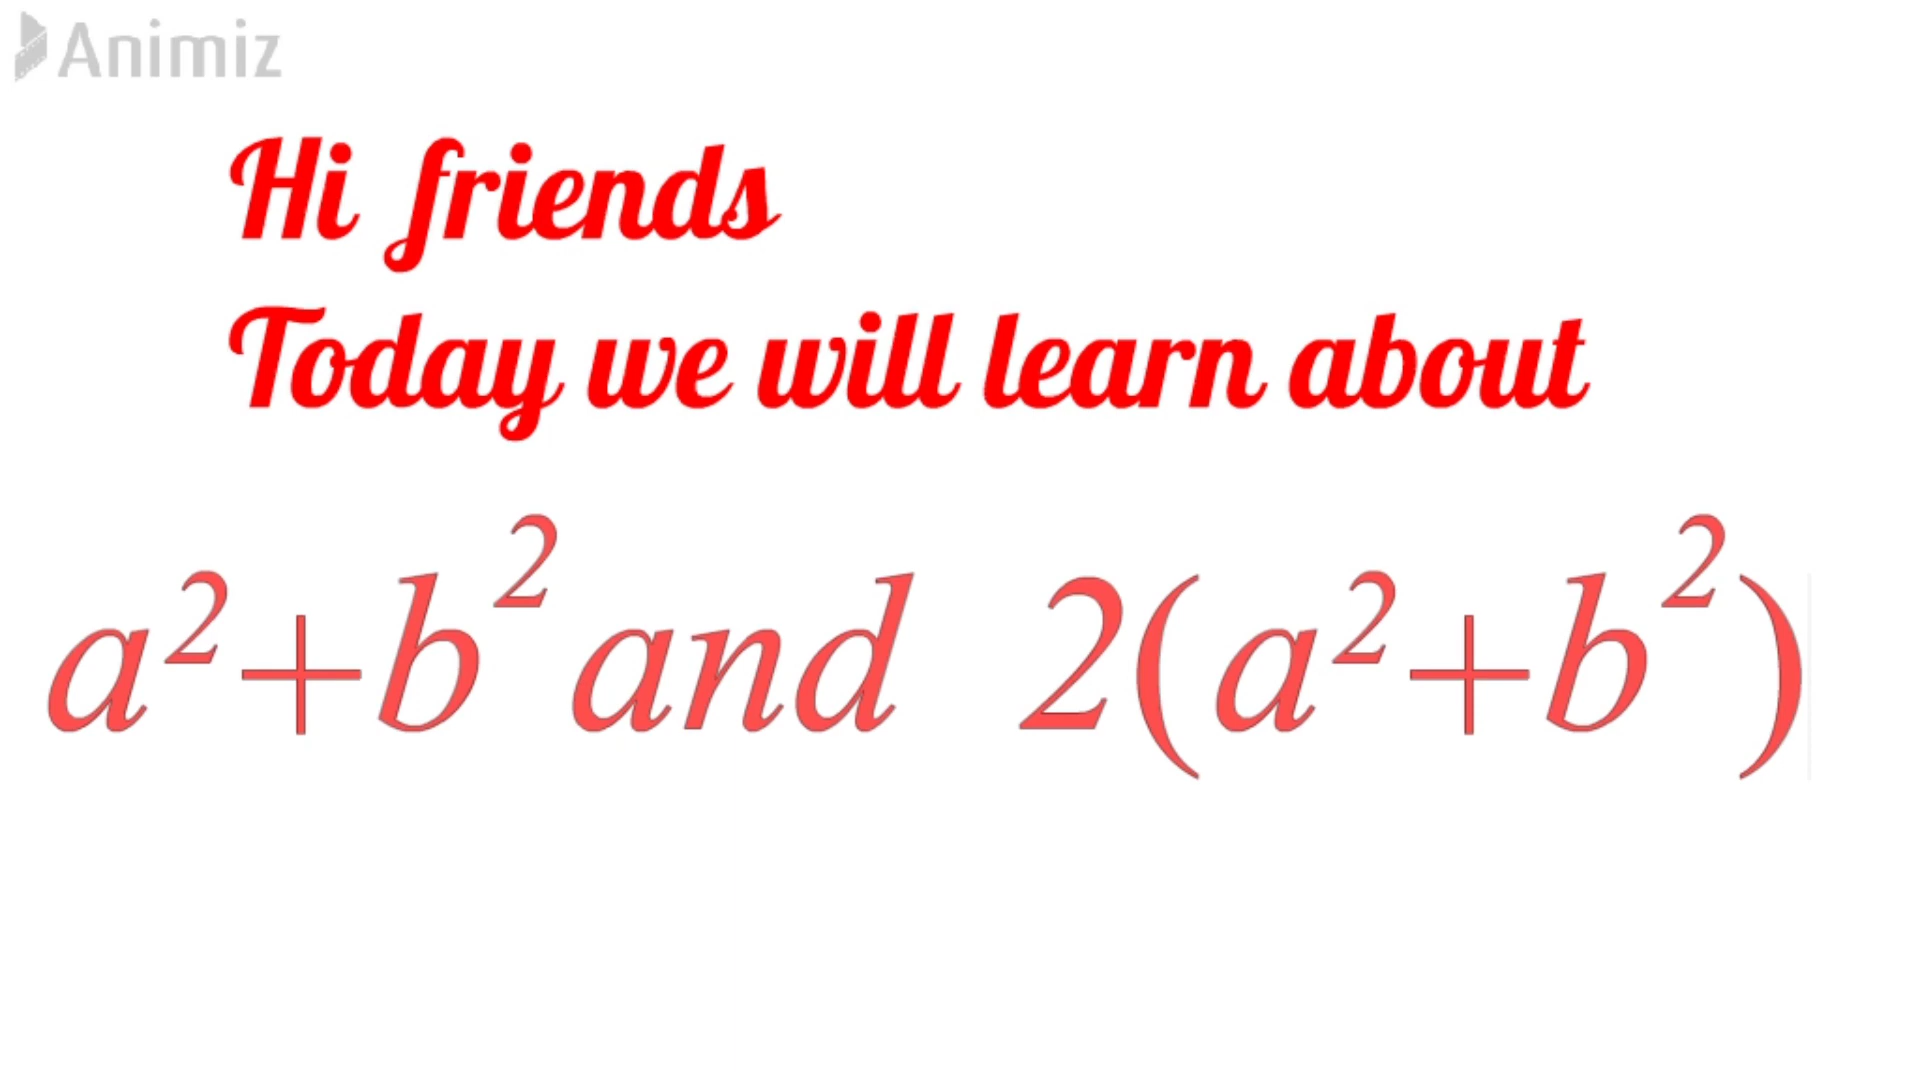 Animiz
Hi friends
Today we will learn about
a²+b² and 2(a²+b²)